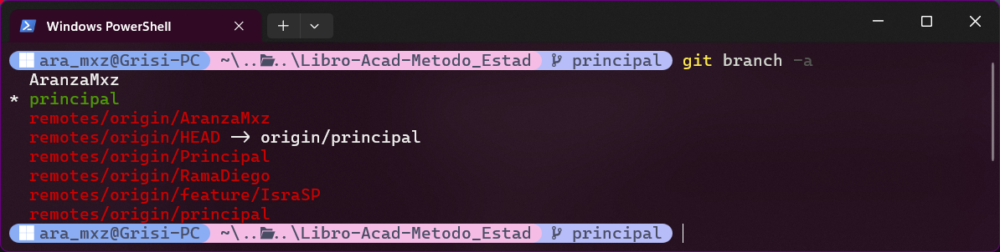 Windows PowerShell
ara_mxz@Grisi-PC ~\....\Libro-Acad-Metodo_Estad principal git branch -a
AranzaMxz
* principal
remotes/origin/AranzaMxz
remotes/origin/HEAD -> origin/principal
remotes/origin/Principal
remotes/origin/RamaDiego
remotes/origin/feature/IsraSP
remotes/origin/principal
ara_mxz@Grisi-PC ~\....\Libro-Acad-Metodo_Estad principal